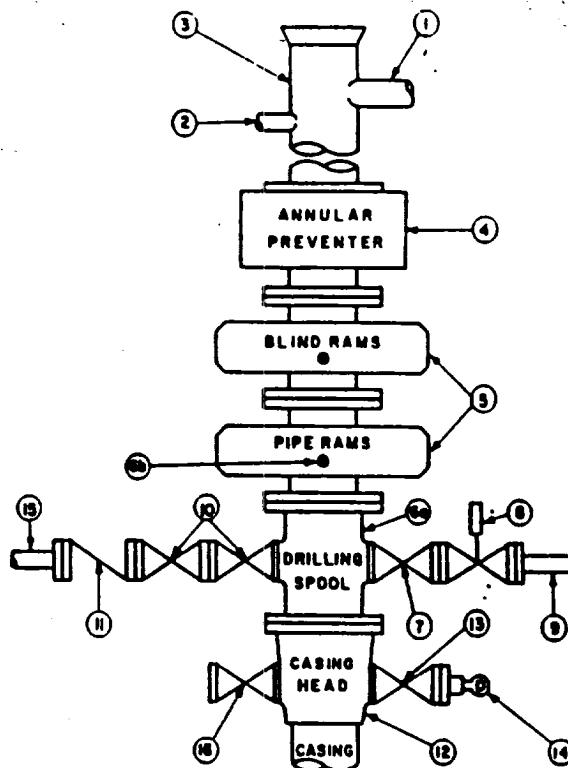 1
3
2
ANNULAR
PREVENTER
4
BLIND RAMS
5
PIPE RAMS
6b
15
10
6a
8
DRILLING
SPOOL
11
7
13
9
CASING
HEAD
16
12
14
CASING